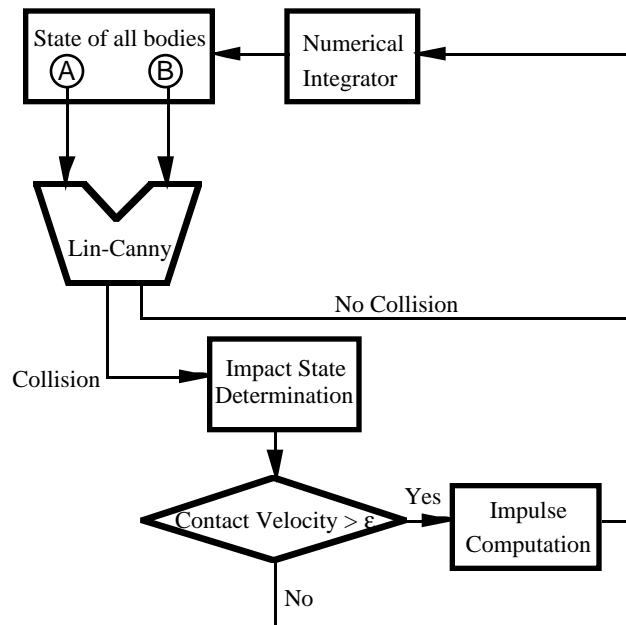 State of all bodies
A
B
Numerical
Integrator
Lin-Canny
No Collision
Collision
Impact State
Determination
Contact Velocity > ε
Yes
Impulse
Computation
No